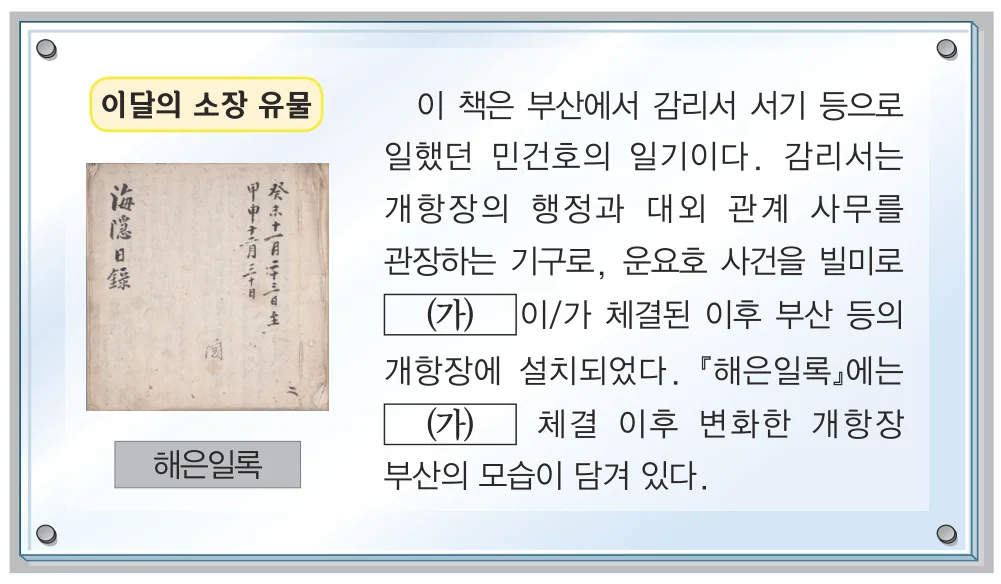 이달의 소장 유물
海隱日錄
癸未十一月二十三日至
甲申十二月三十日
二
해은일록
이 책은 부산에서 감리서 서기 등으로
일했던 민건호의 일기이다. 감리서는
개항장의 행정과 대외 관계 사무를
관장하는 기구로, 운요호 사건을 빌미로
(가) 이/가 체결된 이후 부산 등의
개항장에 설치되었다. 『해은일록』에는
(가) 체결 이후 변화한 개항장
부산의 모습이 담겨 있다.